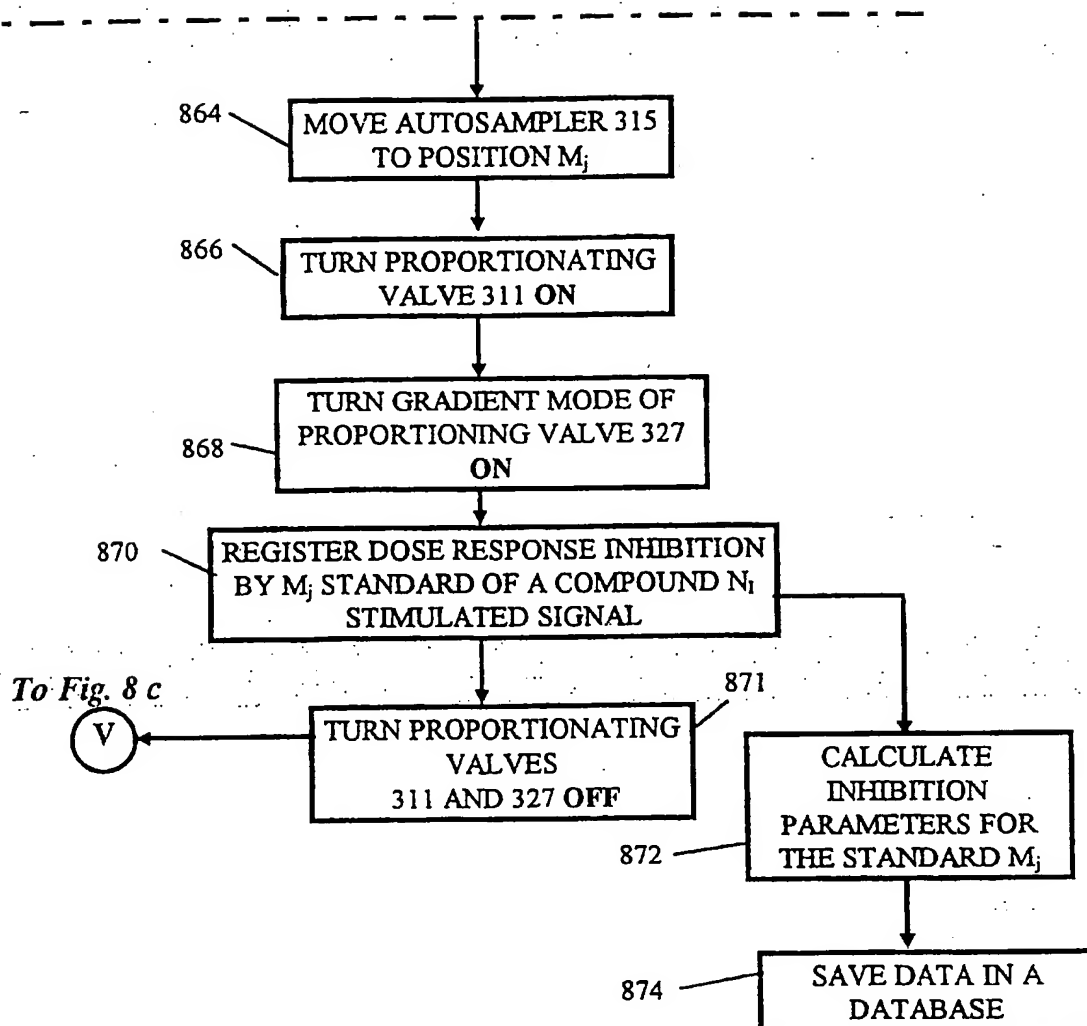 864
MOVE AUTOSAMPLER 315
TO POSITION Mj
866
TURN PROPORTIONATING
VALVE 311 ON
868
TURN GRADIENT MODE OF
PROPORTIONING VALVE 327
ON
870
REGISTER DOSE RESPONSE INHIBITION
BY Mj STANDARD OF A COMPOUND NI
STIMULATED SIGNAL
To Fig. 8 c
V
871
TURN PROPORTIONATING
VALVES
311 AND 327 OFF
872
CALCULATE
INHIBITION
PARAMETERS FOR
THE STANDARD Mj
874
SAVE DATA IN A
DATABASE